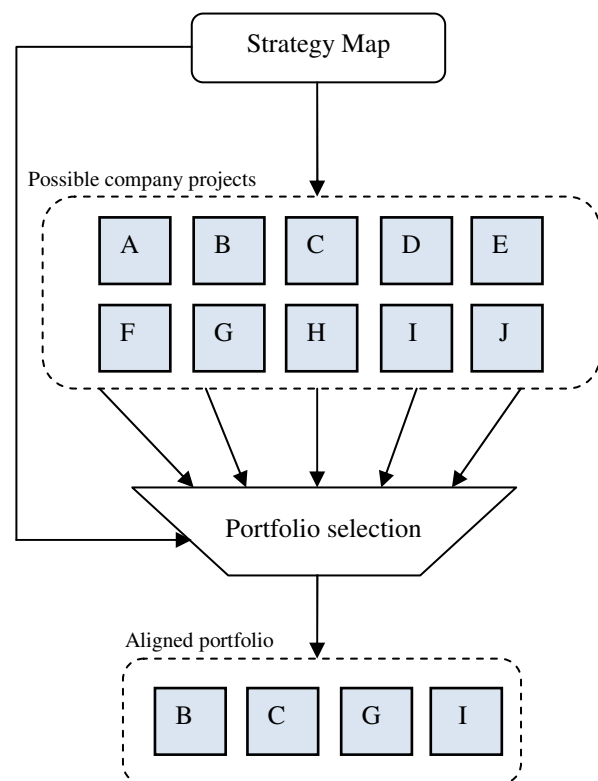 Strategy Map
Possible company projects
A B C D E
F G H I J
Portfolio selection
Aligned portfolio
B C G I